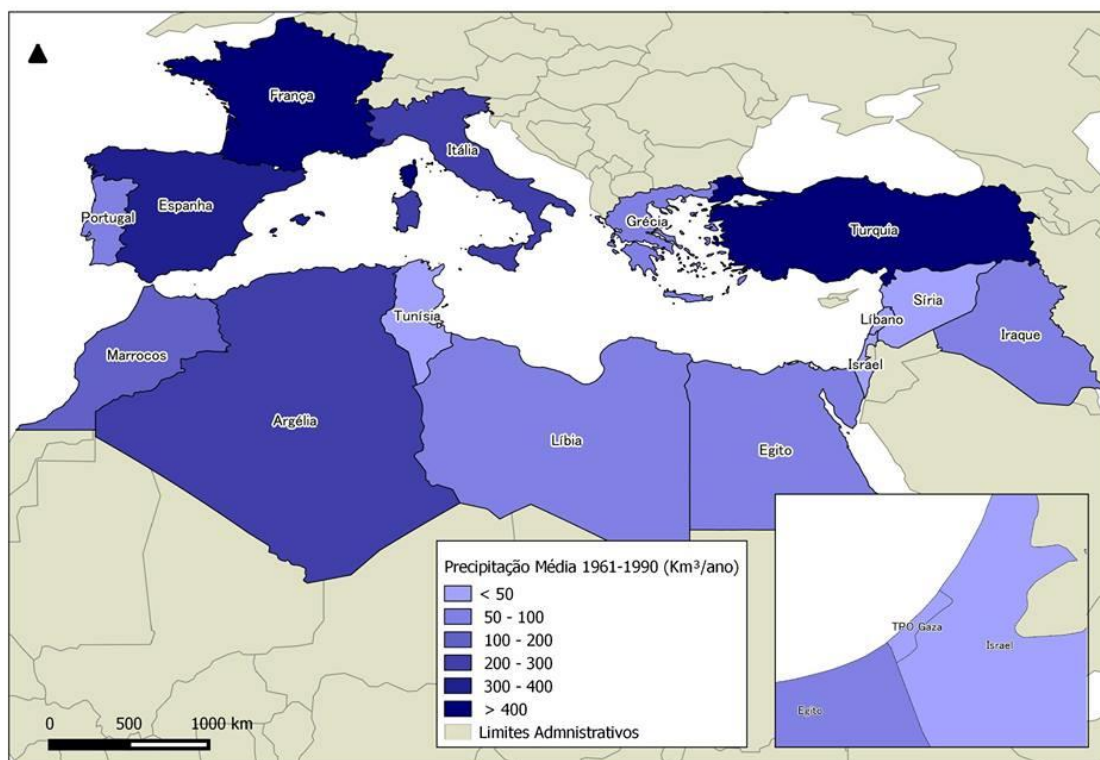 França
Itália
Portugal
Espanha
Grécia
Turquia
Tunísia
Síria
Líbano
Iraque
Marrocos
Israel
Argélia
Líbia
Egito
Precipitação Média 1961-1990 (Km³/ano)
< 50
50 - 100
100 - 200
200 - 300
300 - 400
> 400
Limites Admnistrativos
0 500 1000 km
TPO Gaza
Israel
Egito